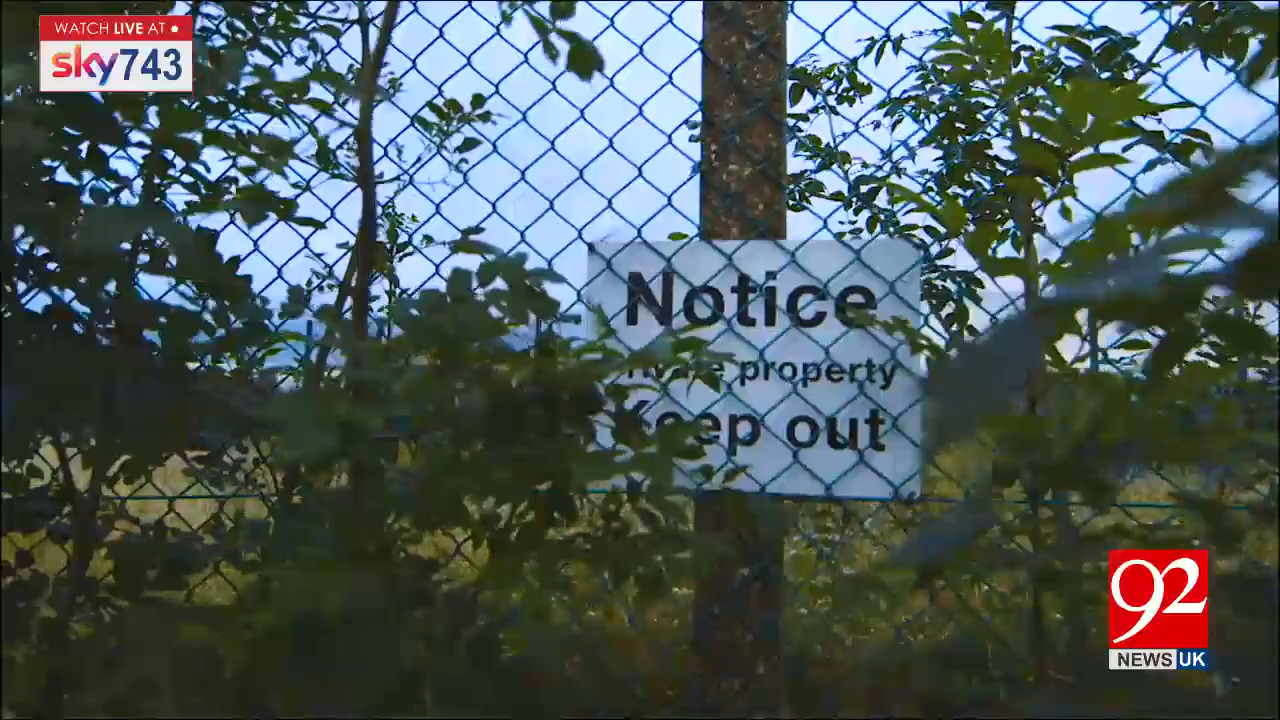 WATCH LIVE AT
sky743
Notice
property
Keep out
92
NEWS UK